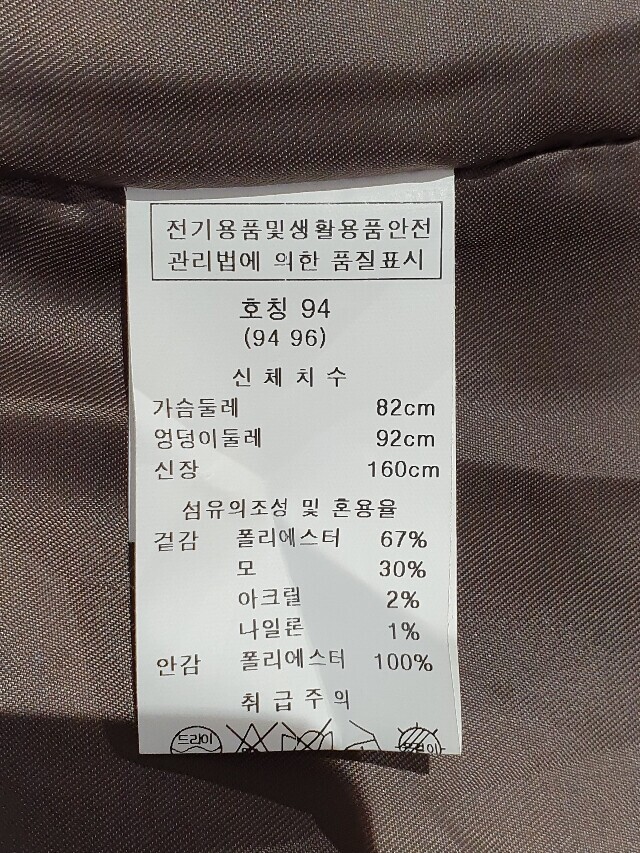 전기용품및생활용품안전
관리법에 의한 품질표시
호칭 94
(94 96)
신체치수
가슴둘레 82cm
엉덩이둘레 92cm
신장 160cm
섬유의조성 및 혼용율
겉감 폴리에스터 67%
모 30%
아크릴 2%
나일론 1%
안감 폴리에스터 100%
취급주의
드라이